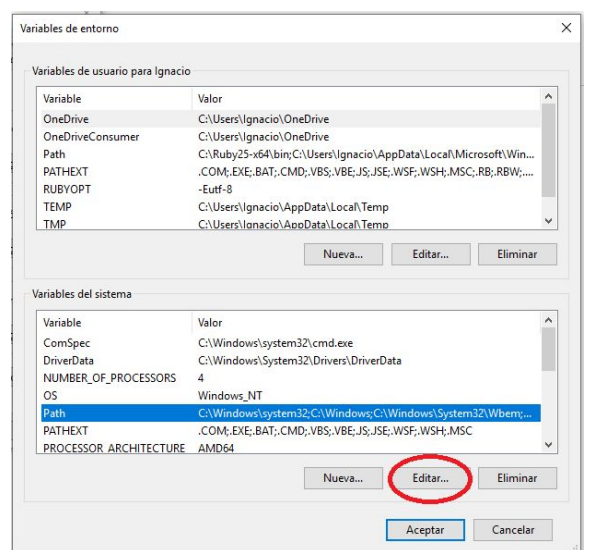 Variables de entorno
Variables de usuario para Ignacio
Variable Valor
OneDrive C:\Users\Ignacio\OneDrive
OneDriveConsumer C:\Users\Ignacio\OneDrive
Path C:\Ruby25-x64\bin;C:\Users\Ignacio\AppData\Local\Microsoft\Win...
PATHEXT .COM;.EXE;.BAT;.CMD;.VBS;.VBE;.JS;.JSE;.WSF;.WSH;.MSC;.RB;.RBW;....
RUBYOPT -Eutf-8
TEMP C:\Users\Ignacio\AppData\Local\Temp
TMP C:\Users\Ignacio\AppData\Local\Temp
Nueva... Editar... Eliminar
Variables del sistema
Variable Valor
ComSpec C:\Windows\system32\cmd.exe
DriverData C:\Windows\System32\Drivers\DriverData
NUMBER_OF_PROCESSORS 4
OS Windows_NT
Path C:\Windows\system32;C:\Windows;C:\Windows\System32\Wbem;...
PATHEXT .COM;.EXE;.BAT;.CMD;.VBS;.VBE;.JS;.JSE;.WSF;.WSH;.MSC
PROCESSOR_ARCHITECTURE AMD64
Nueva... Editar... Eliminar
Aceptar Cancelar